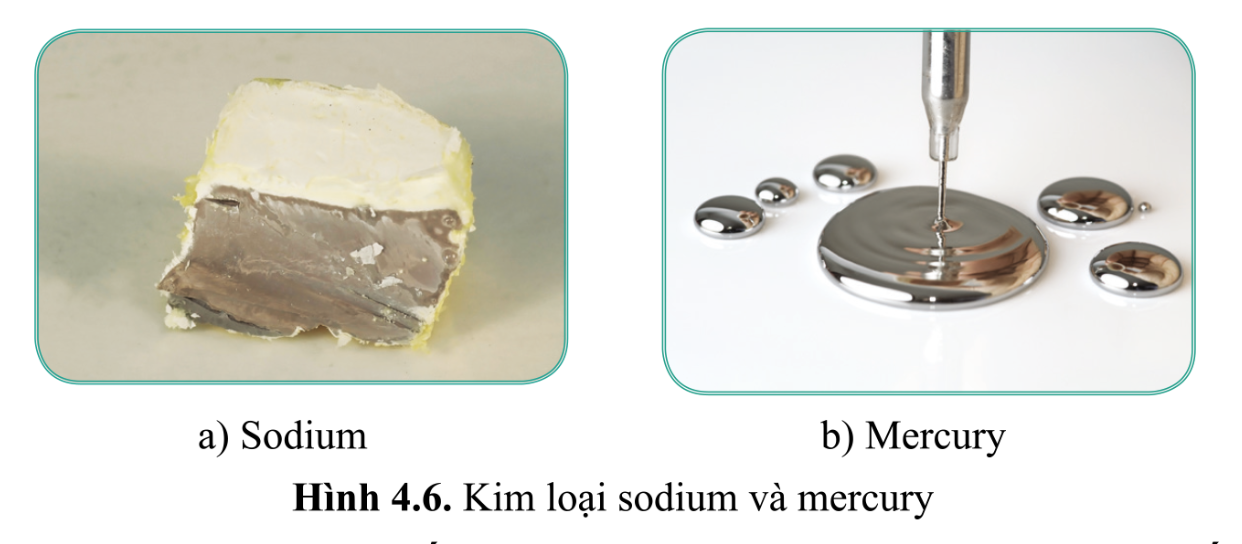 a) Sodium
b) Mercury
Hình 4.6. Kim loại sodium và mercury